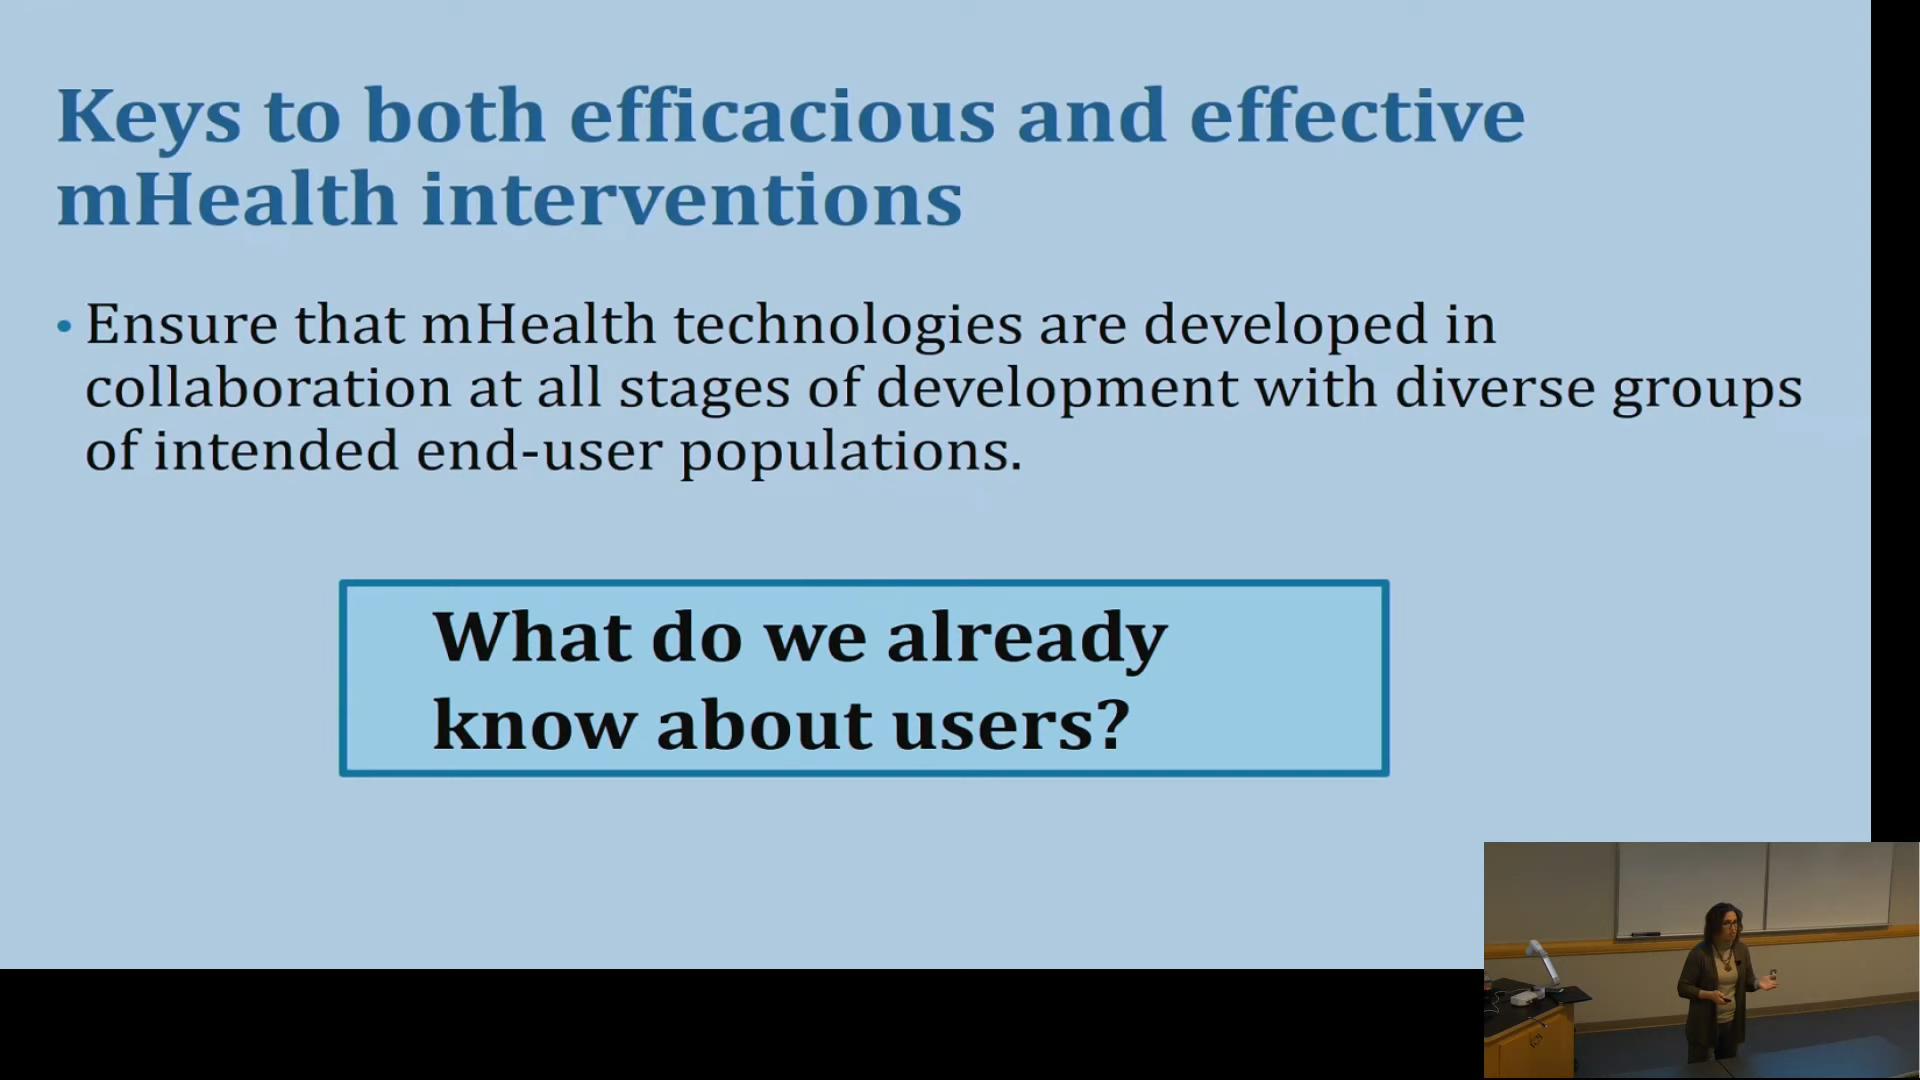 Keys to both efficacious and effective
mHealth interventions
• Ensure that mHealth technologies are developed in
collaboration at all stages of development with diverse groups
of intended end-user populations.
What do we already
know about users?